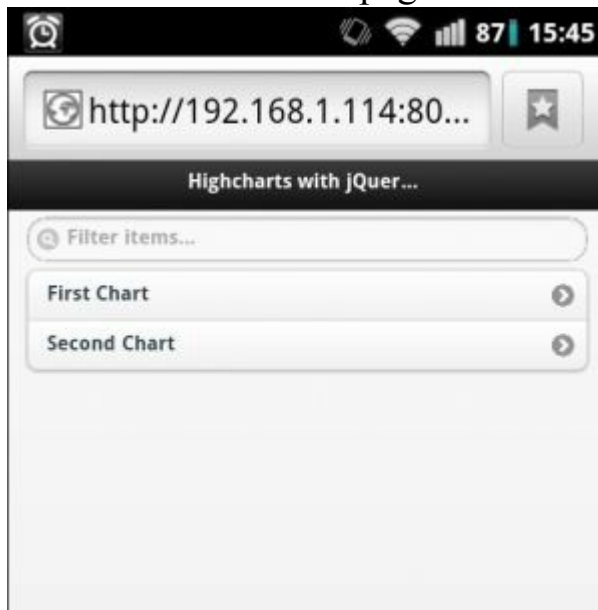 87 15:45
http://192.168.1.114:80...
Highcharts with jQuer...
Filter items...
First Chart
Second Chart